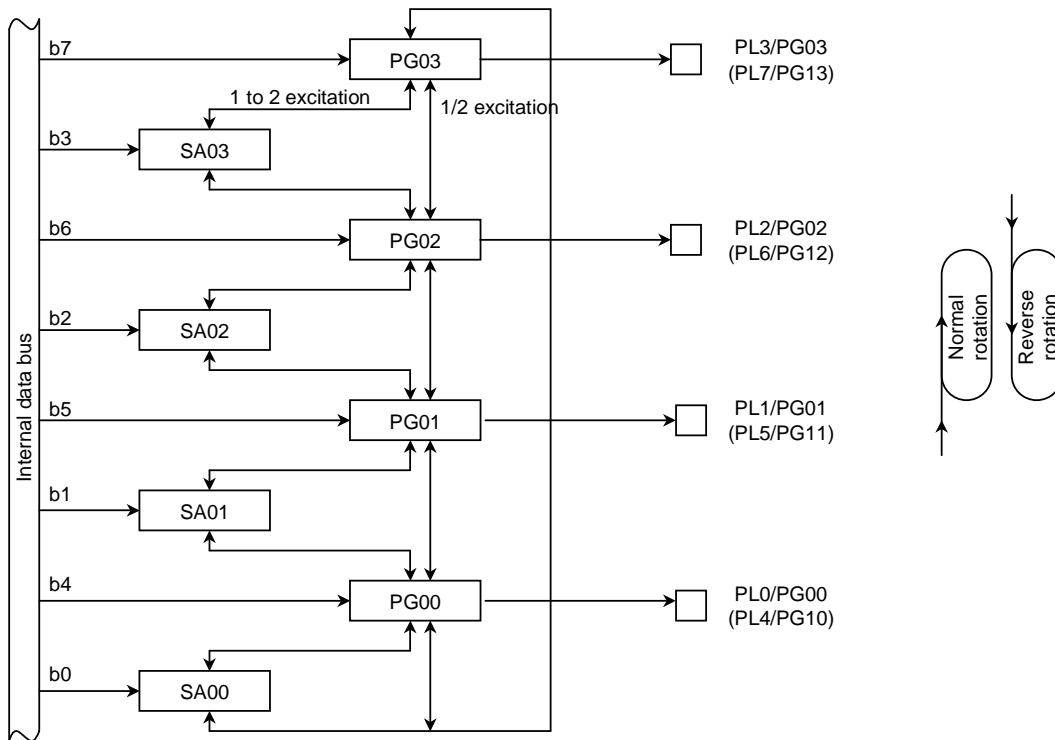 b7
PG03
PL3/PG03
(PL7/PG13)
1 to 2 excitation
1/2 excitation
b3
SA03
b6
PG02
PL2/PG02
(PL6/PG12)
b2
SA02
Internal data bus
Normal
rotation
Reverse
rotation
b5
PG01
PL1/PG01
(PL5/PG11)
b1
SA01
b4
PG00
PL0/PG00
(PL4/PG10)
b0
SA00